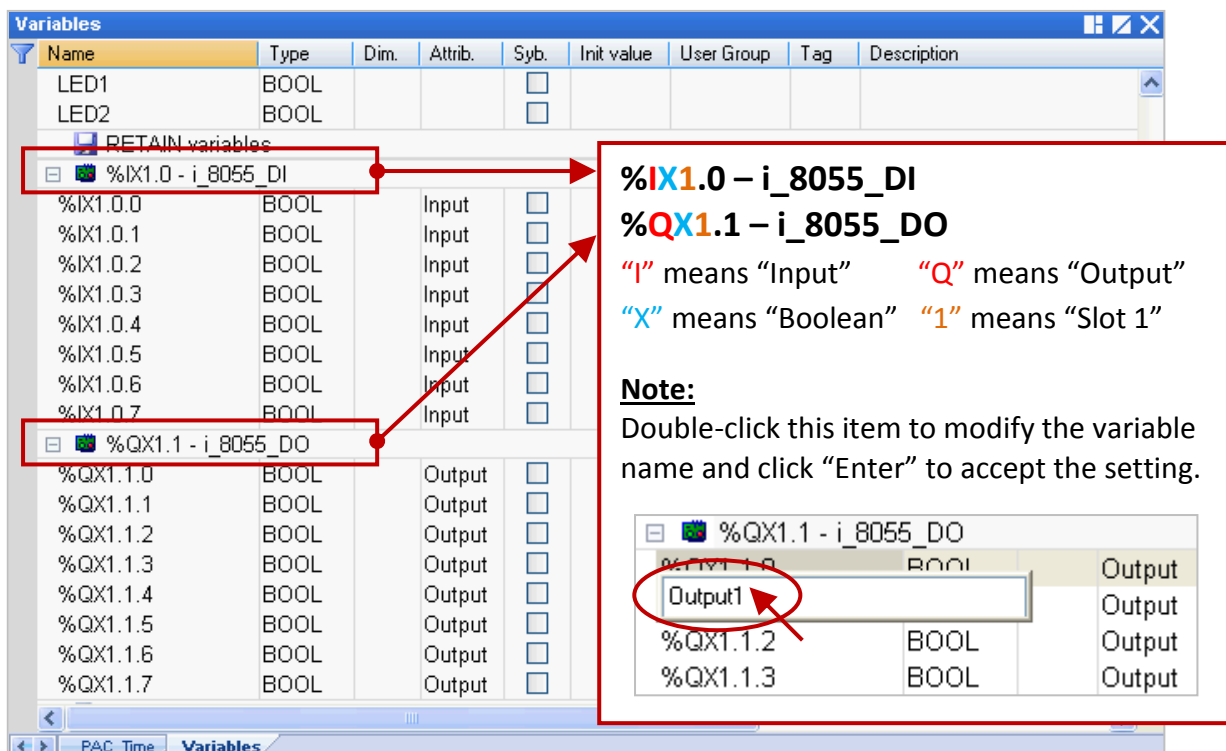 Variables
Name Type Dim. Attrib. Syb. Init value User Group Tag Description
LED1 BOOL
LED2 BOOL
RETAIN variables
%IX1.0 - i_8055_DI
%IX1.0.0 BOOL Input
%IX1.0.1 BOOL Input
%IX1.0.2 BOOL Input
%IX1.0.3 BOOL Input
%IX1.0.4 BOOL Input
%IX1.0.5 BOOL Input
%IX1.0.6 BOOL Input
%IX1.0.7 BOOL Input
%QX1.1 - i_8055_DO
%QX1.1.0 BOOL Output
%QX1.1.1 BOOL Output
%QX1.1.2 BOOL Output
%QX1.1.3 BOOL Output
%QX1.1.4 BOOL Output
%QX1.1.5 BOOL Output
%QX1.1.6 BOOL Output
%QX1.1.7 BOOL Output
PAC_Time Variables
%IX1.0 – i_8055_DI
%QX1.1 – i_8055_DO
“I” means “Input” “Q” means “Output”
“X” means “Boolean” “1” means “Slot 1”
Note:
Double-click this item to modify the variable
name and click “Enter” to accept the setting.
%QX1.1 - i_8055_DO
%QX1.1.0 BOOL Output
Output1 Output
%QX1.1.2 BOOL Output
%QX1.1.3 BOOL Output